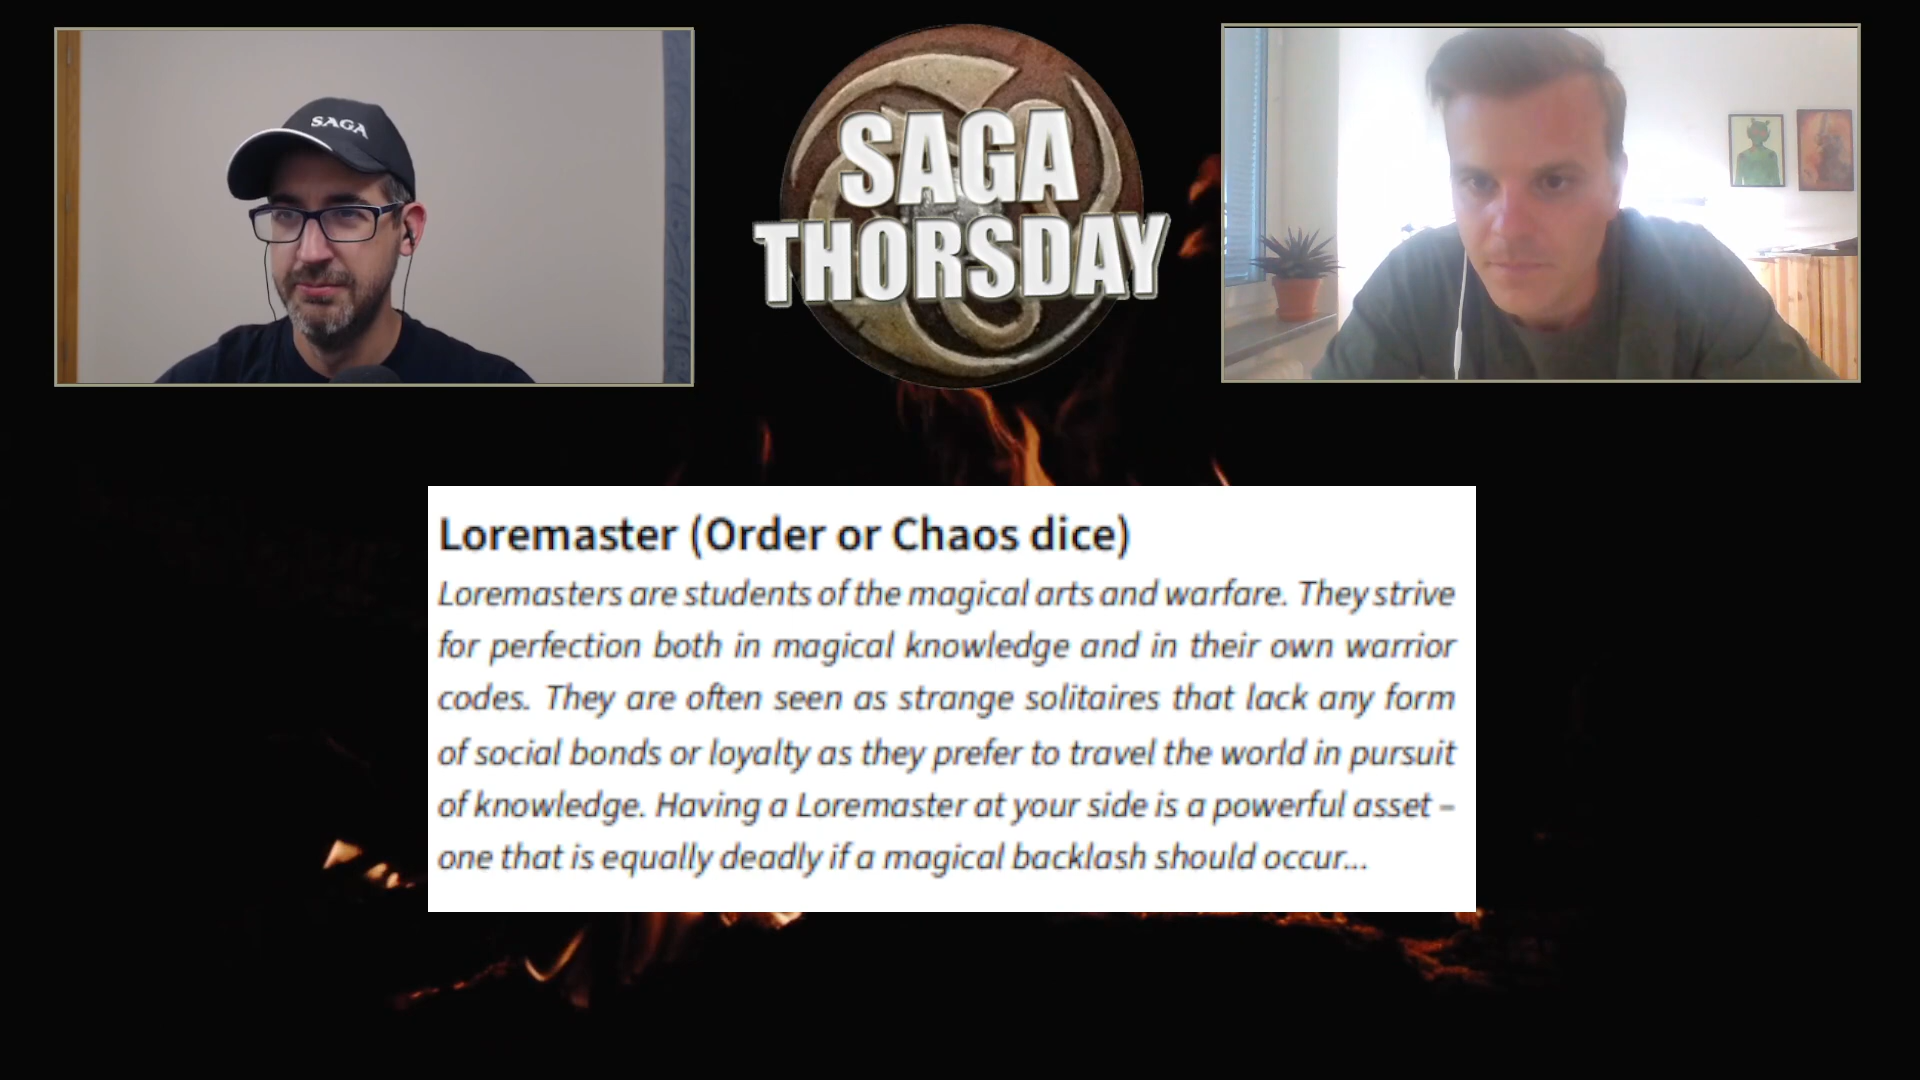 SAGA
SAGA
THORSDAY
Loremaster (Order or Chaos dice)
Loremasters are students of the magical arts and warfare. They strive
for perfection both in magical knowledge and in their own warrior
codes. They are often seen as strange solitaires that lack any form
of social bonds or loyalty as they prefer to travel the world in pursuit
of knowledge. Having a Loremaster at your side is a powerful asset –
one that is equally deadly if a magical backlash should occur...